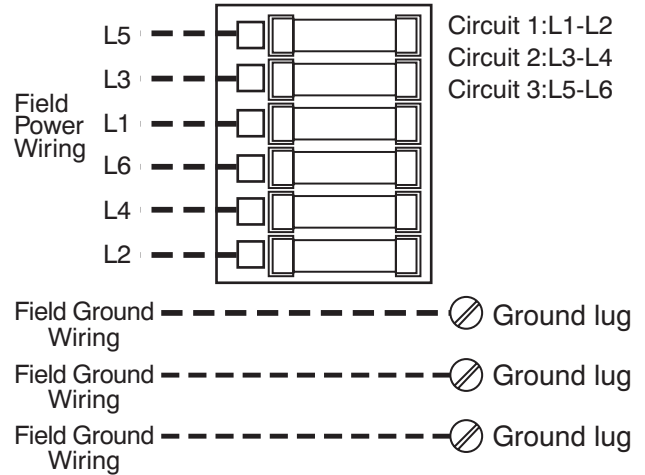 L5
L3
L1
L6
L4
L2
Field
Power
Wiring
Circuit 1:L1-L2
Circuit 2:L3-L4
Circuit 3:L5-L6
Field Ground
Wiring
Ground lug
Field Ground
Wiring
Ground lug
Field Ground
Wiring
Ground lug